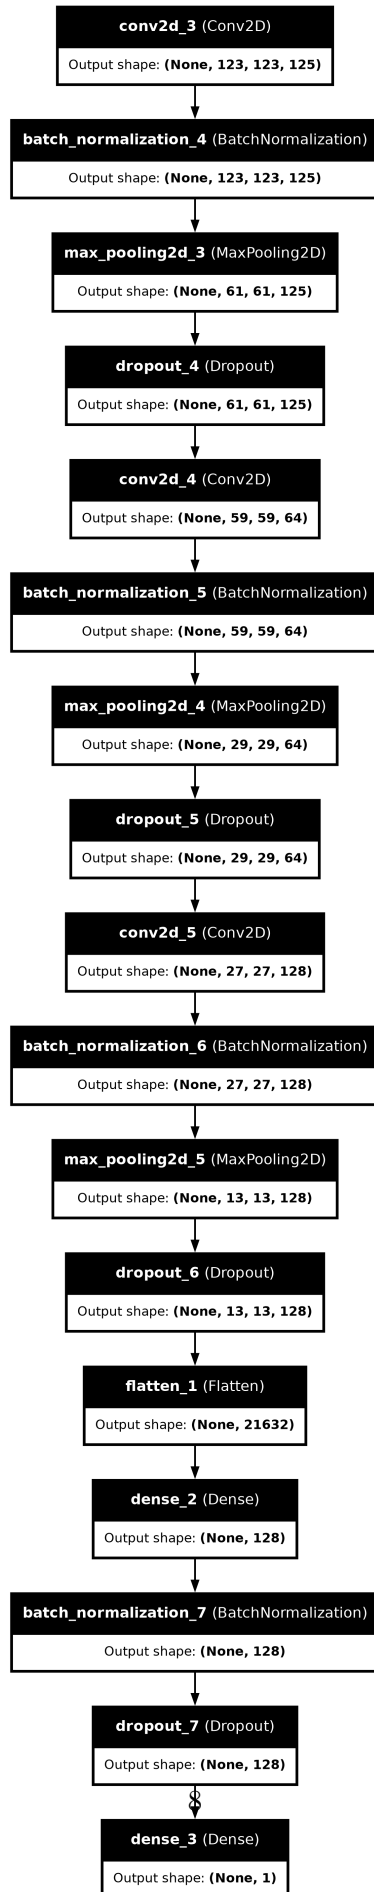 conv2d_3 (Conv2D)
Output shape: (None, 123, 123, 125)
batch_normalization_4 (BatchNormalization)
Output shape: (None, 123, 123, 125)
max_pooling2d_3 (MaxPooling2D)
Output shape: (None, 61, 61, 125)
dropout_4 (Dropout)
Output shape: (None, 61, 61, 125)
conv2d_4 (Conv2D)
Output shape: (None, 59, 59, 64)
batch_normalization_5 (BatchNormalization)
Output shape: (None, 59, 59, 64)
max_pooling2d_4 (MaxPooling2D)
Output shape: (None, 29, 29, 64)
dropout_5 (Dropout)
Output shape: (None, 29, 29, 64)
conv2d_5 (Conv2D)
Output shape: (None, 27, 27, 128)
batch_normalization_6 (BatchNormalization)
Output shape: (None, 27, 27, 128)
max_pooling2d_5 (MaxPooling2D)
Output shape: (None, 13, 13, 128)
dropout_6 (Dropout)
Output shape: (None, 13, 13, 128)
flatten_1 (Flatten)
Output shape: (None, 21632)
dense_2 (Dense)
Output shape: (None, 128)
batch_normalization_7 (BatchNormalization)
Output shape: (None, 128)
dropout_7 (Dropout)
Output shape: (None, 128)
dense_3 (Dense)
Output shape: (None, 1)